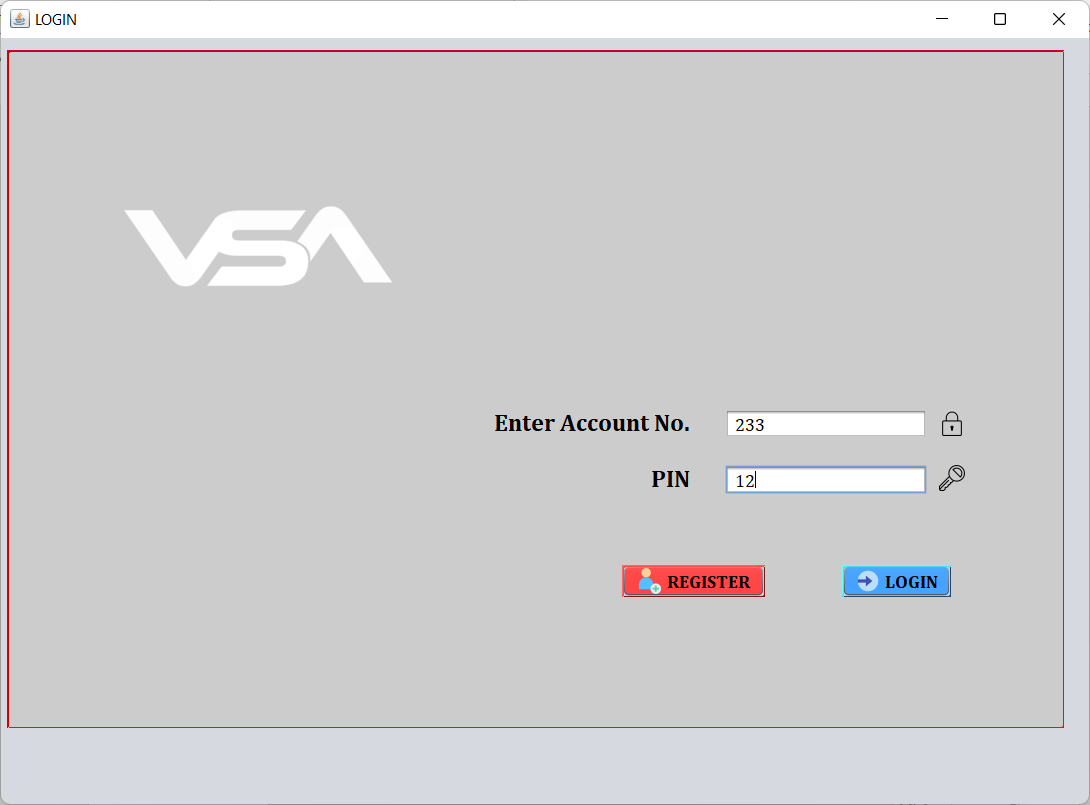 LOGIN
VSA
Enter Account No. 233
PIN 12
REGISTER LOGIN